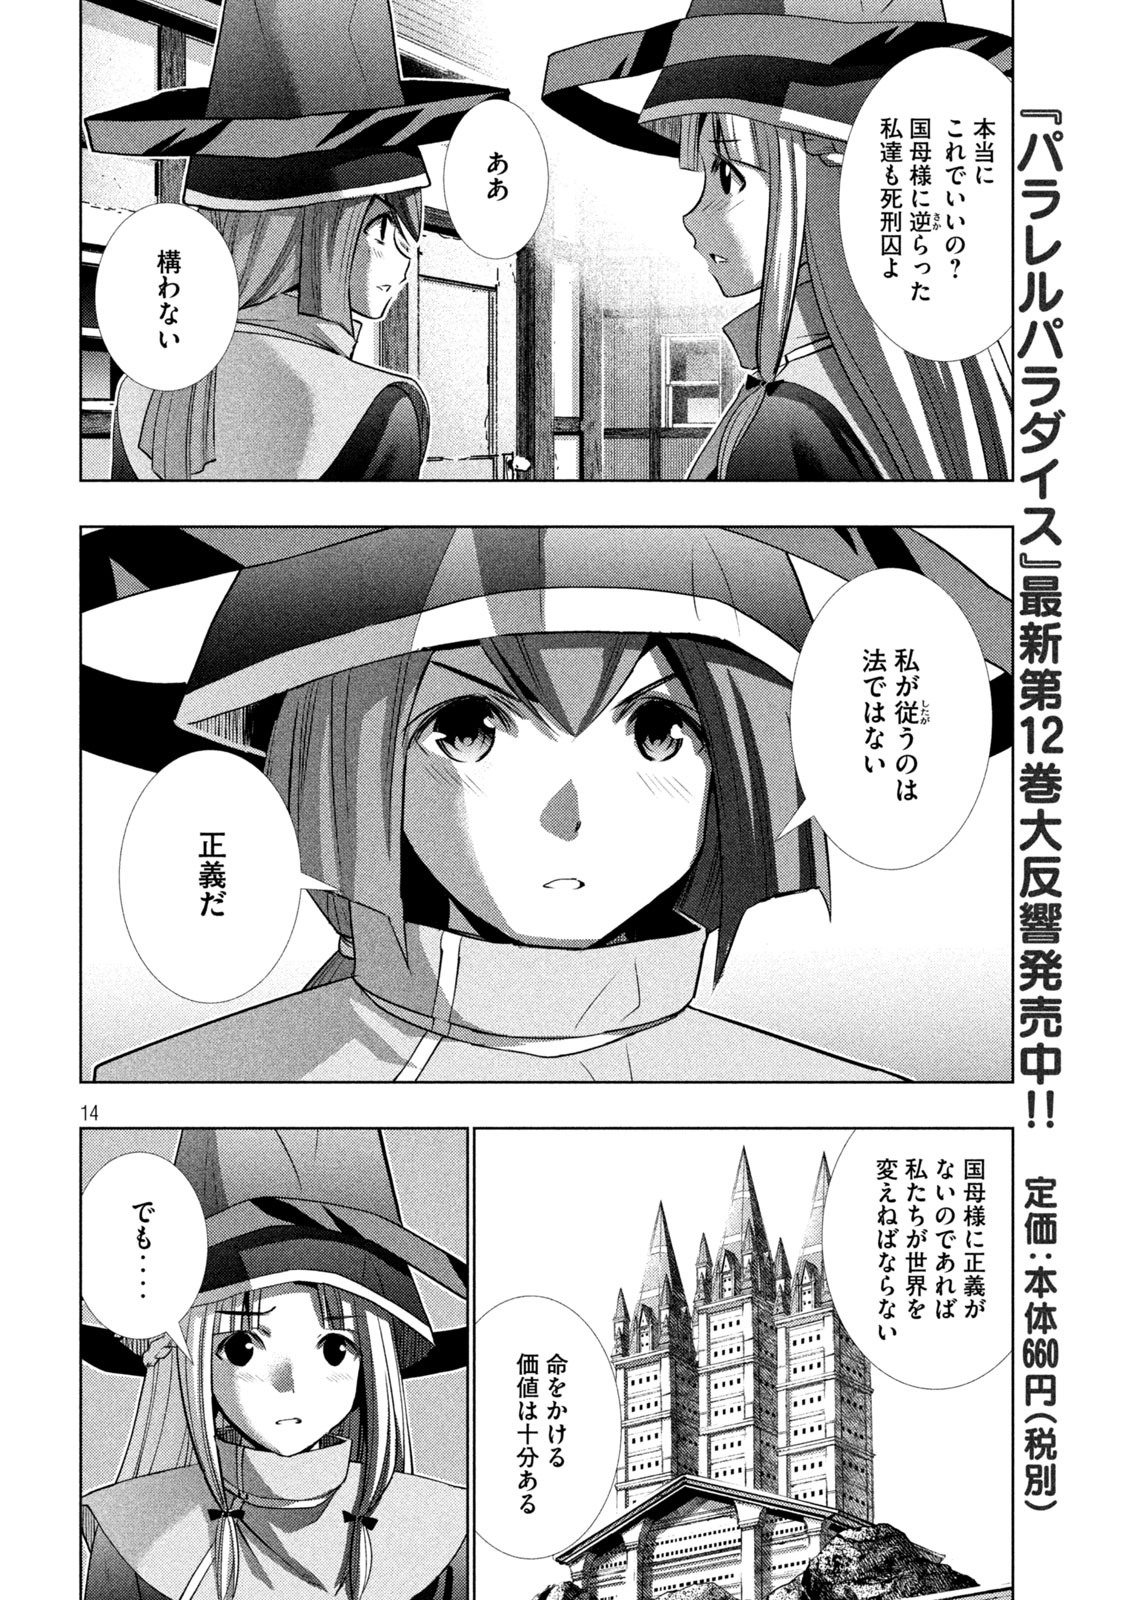 本当に
これでいいの?
国母様に逆らった
さか
私達も死刑囚よ
ああ
構わない
私が従うのは
したが
法ではない
正義だ
国母様に正義が
ないのであれば
私たちが世界を
変えねばならない
命をかける
価値は十分ある
でも‥‥
14
『パラレルパラダイス』最新第12巻大反響発売中!! 定価:本体660円(税別)